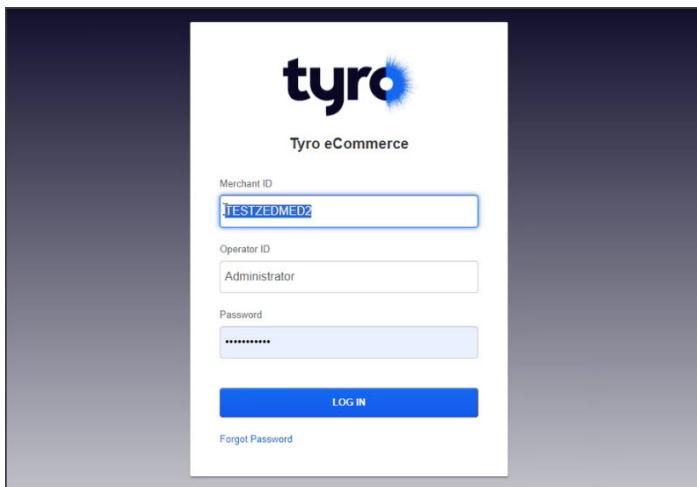 tyro
Tyro eCommerce
Merchant ID
TESTZEDMED2
Operator ID
Administrator
Password
•••••••••••
LOG IN
Forgot Password